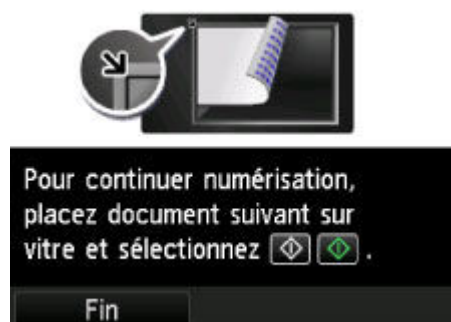 Pour continuer numérisation,
placez document suivant sur
vitre et sélectionnez .
Fin